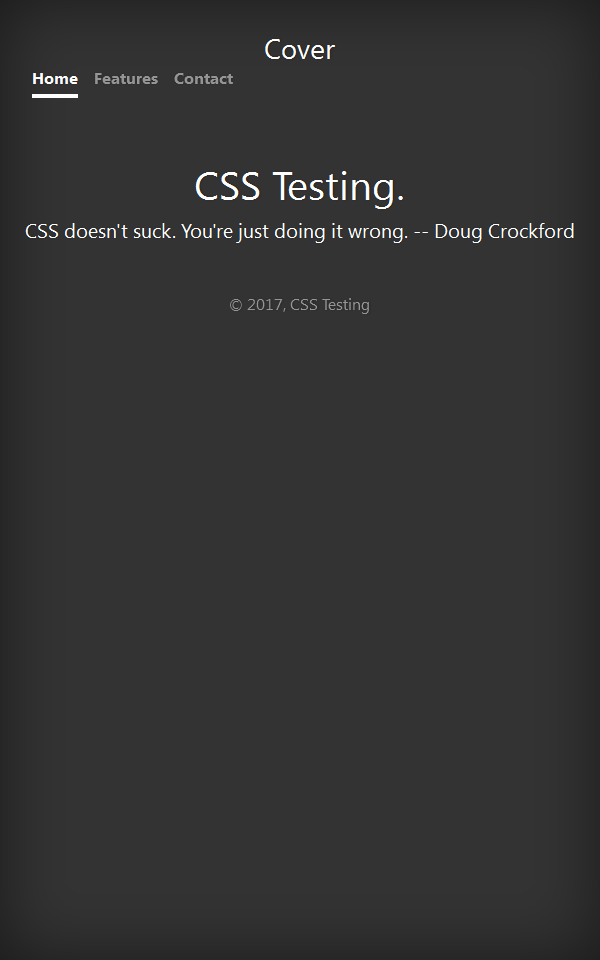 Cover
Home Features Contact
CSS Testing.
CSS doesn't suck. You're just doing it wrong. -- Doug Crockford
© 2017, CSS Testing